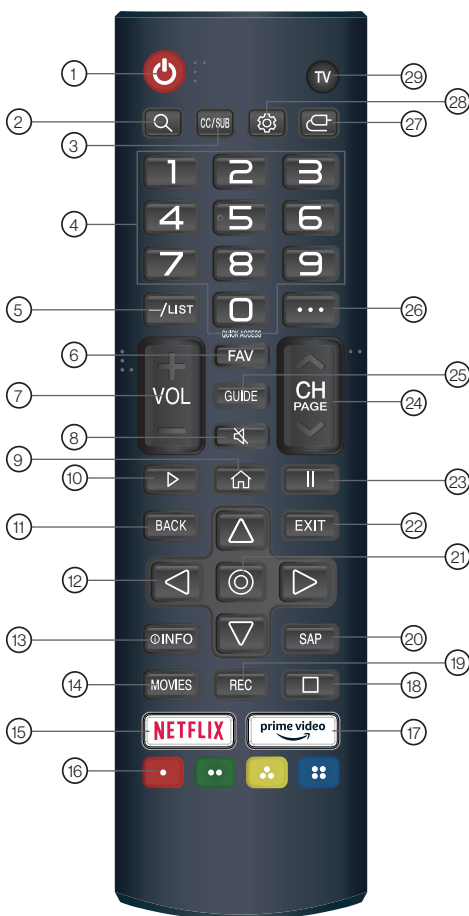 1
TV
29
28
2
CC/SUB
27
3
1 2 3
4
4 5 6
7 8 9
5
—/LIST
0
•••
26
QUICK ACCESS
6
FAV
25
7
+
VOL
–
GUIDE
CH
PAGE
24
8
9
10
23
11
BACK
EXIT
22
12
21
13
INFO
SAP
20
19
14
MOVIES
REC
18
15
NETFLIX
prime video
17
16